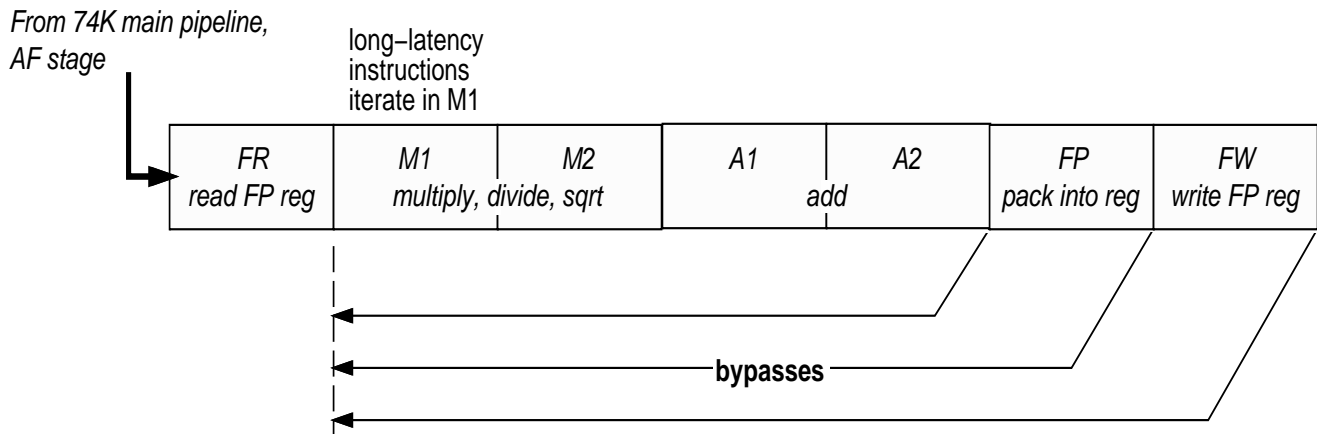 From 74K main pipeline,
AF stage
long–latency
instructions
iterate in M1
FR
read FP reg
M1
M2
multiply, divide, sqrt
A1
A2
add
FP
pack into reg
FW
write FP reg
bypasses